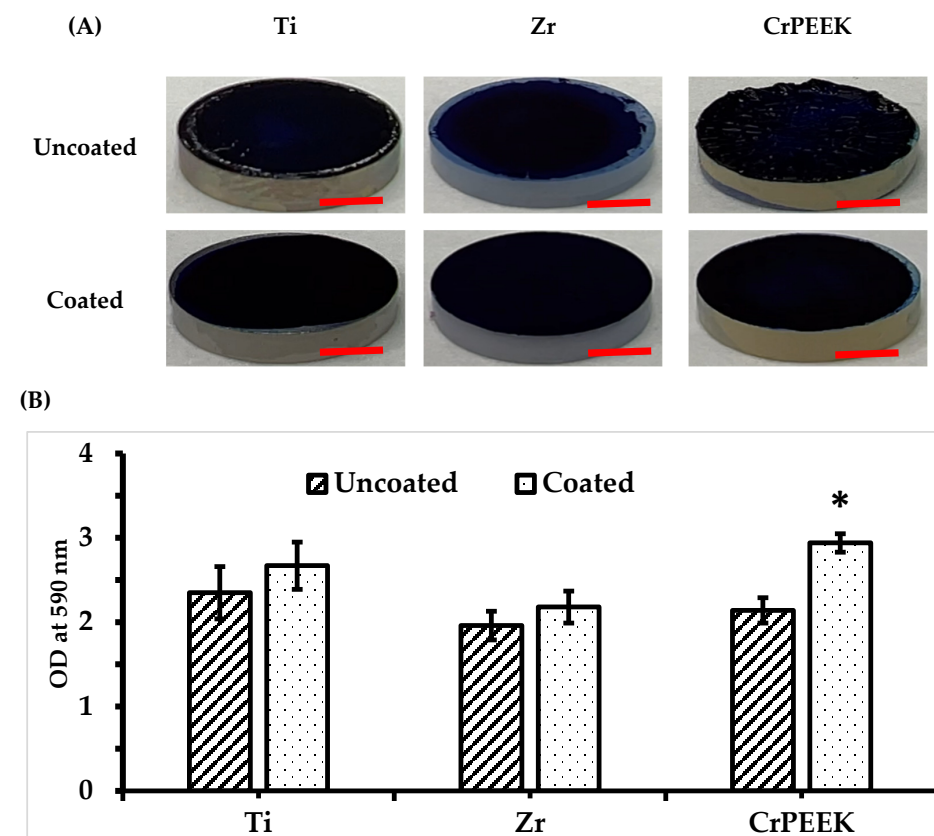 (A) Ti Zr CrPEEK
Uncoated
Coated
(B)
4
3
2
1
0
OD at 590 nm
Uncoated Coated
*
Ti Zr CrPEEK